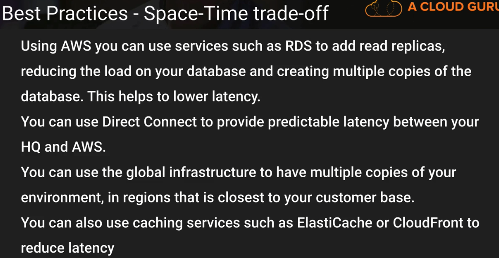 Best Practices - Space-Time trade-off
A CLOUD GURU
Using AWS you can use services such as RDS to add read replicas,
reducing the load on your database and creating multiple copies of the
database. This helps to lower latency.
You can use Direct Connect to provide predictable latency between your
HQ and AWS.
You can use the global infrastructure to have multiple copies of your
environment, in regions that is closest to your customer base.
You can also use caching services such as ElastiCache or CloudFront to
reduce latency